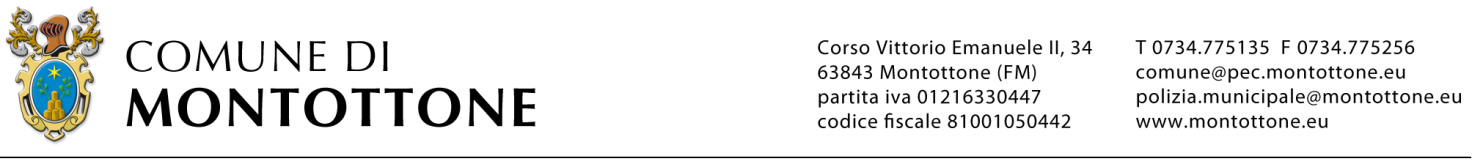 COMUNE DI
MONTOTTONE
Corso Vittorio Emanuele II, 34
63843 Montottone (FM)
partita iva 01216330447
codice fiscale 81001050442
T 0734.775135 F 0734.775256
comune@pec.montottone.eu
polizia.municipale@montottone.eu
www.montottone.eu